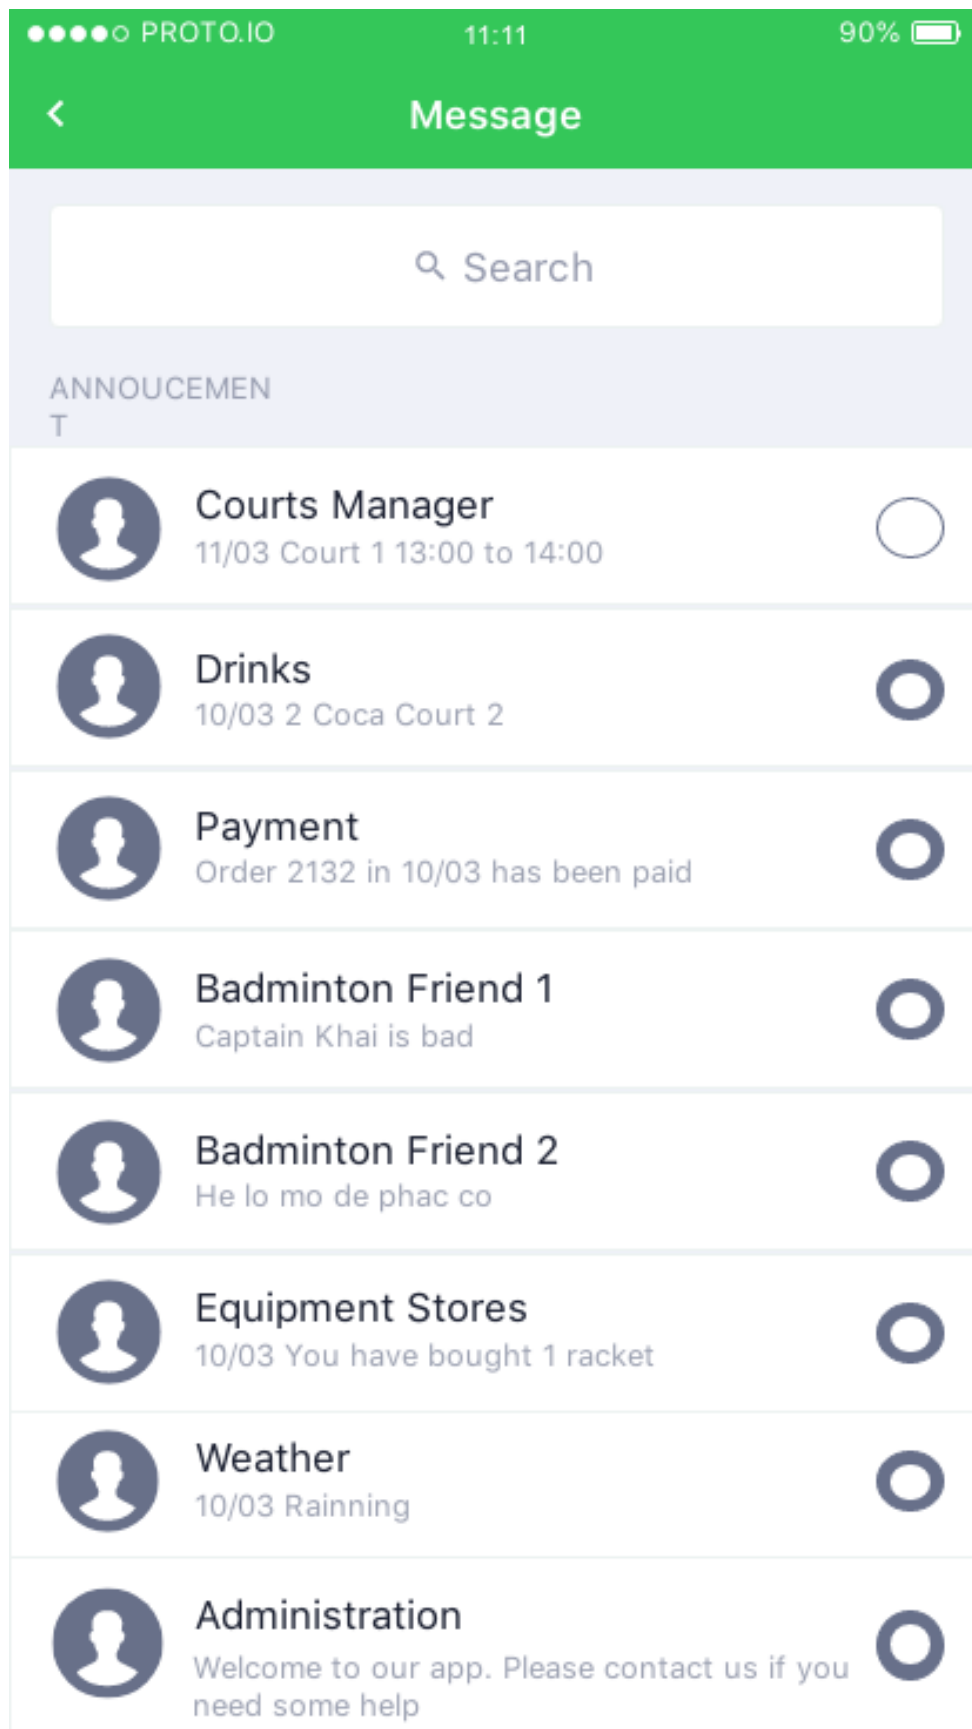 PROTO.IO 11:11 90%
Message
Search
ANNOUCEMEN
T
Courts Manager
11/03 Court 1 13:00 to 14:00
Drinks
10/03 2 Coca Court 2
Payment
Order 2132 in 10/03 has been paid
Badminton Friend 1
Captain Khai is bad
Badminton Friend 2
He lo mo de phac co
Equipment Stores
10/03 You have bought 1 racket
Weather
10/03 Rainning
Administration
Welcome to our app. Please contact us if you
need some help